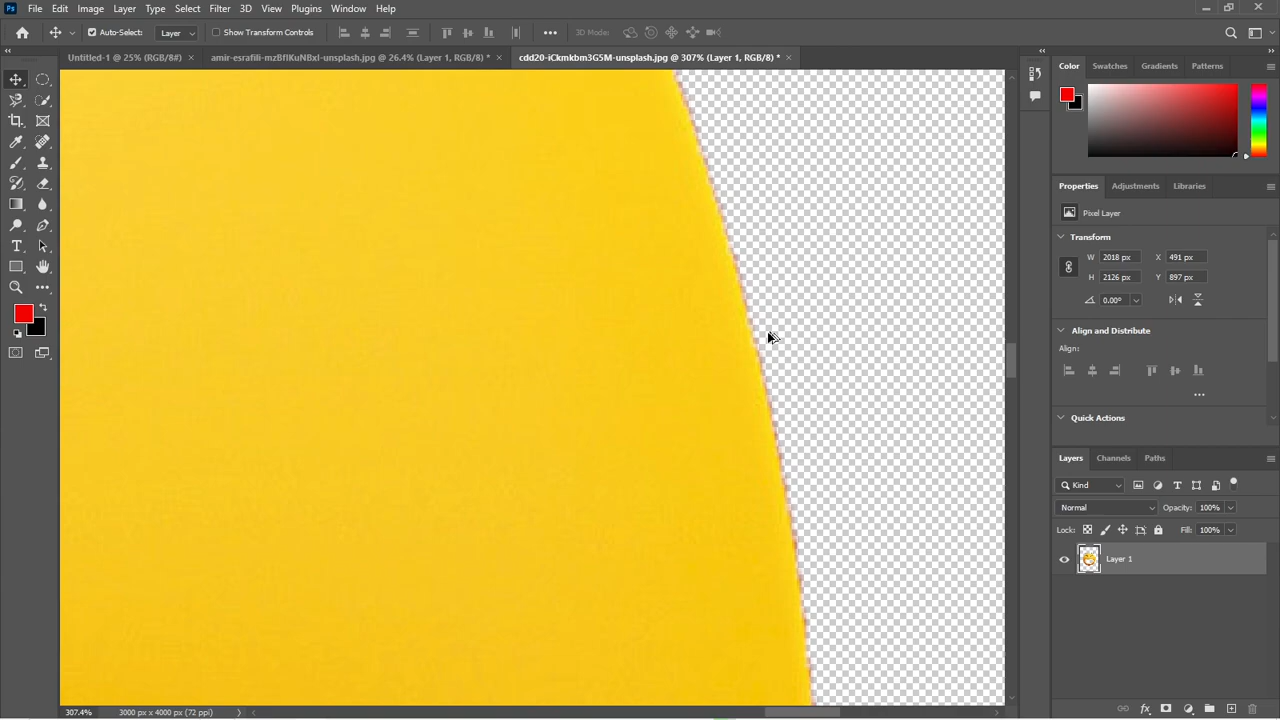 Ps File Edit Image Layer Type Select Filter 3D View Plugins Window Help
Auto-Select: Layer Show Transform Controls 3D Mode:
Untitled-1 @ 25% (RGB/8#) × amir-esrafili-mzBfIKuNBxI-unsplash.jpg @ 26.4% (Layer 1, RGB/8) * × cdd20-iCkmkbm3G5M-unsplash.jpg @ 307% (Layer 1, RGB/8) * ×
Color Swatches Gradients Patterns
Properties Adjustments Libraries
Pixel Layer
Transform
W 2018 px X 491 px
H 2126 px Y 897 px
0.00°
Align and Distribute
Align:
Quick Actions
Layers Channels Paths
Kind
Normal Opacity: 100%
Lock: Fill: 100%
Layer 1
307.4% 3000 px x 4000 px (72 ppi)